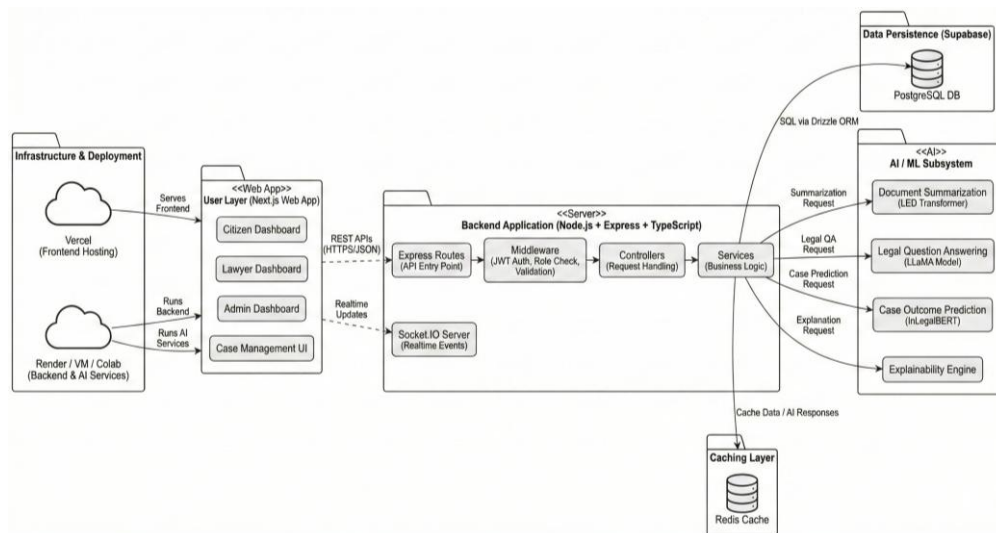 Infrastructure & Deployment
Vercel
(Frontend Hosting)
Render / VM / Colab
(Backend & AI Services)
Serves
Frontend
Runs
Backend
Runs AI
Services
<<Web App>>
User Layer (Next.js Web App)
Citizen Dashboard
Lawyer Dashboard
Admin Dashboard
Case Management UI
REST APIs
(HTTPS/JSON)
Realtime
Updates
<<Server>>
Backend Application (Node.js + Express + TypeScript)
Express Routes
(API Entry Point)
Middleware
(JWT Auth, Role Check,
Validation)
Controllers
(Request Handling)
Services
(Business Logic)
Socket.IO Server
(Realtime Events)
SQL via Drizzle ORM
Summarization
Request
Legal QA
Request
Case Prediction
Request
Explanation
Request
Cache Data / AI Responses
Data Persistence (Supabase)
PostgreSQL DB
<<AI>>
AI / ML Subsystem
Document Summarization
(LED Transformer)
Legal Question Answering
(LLaMA Model)
Case Outcome Prediction
(InLegalBERT)
Explainability Engine
Caching Layer
Redis Cache